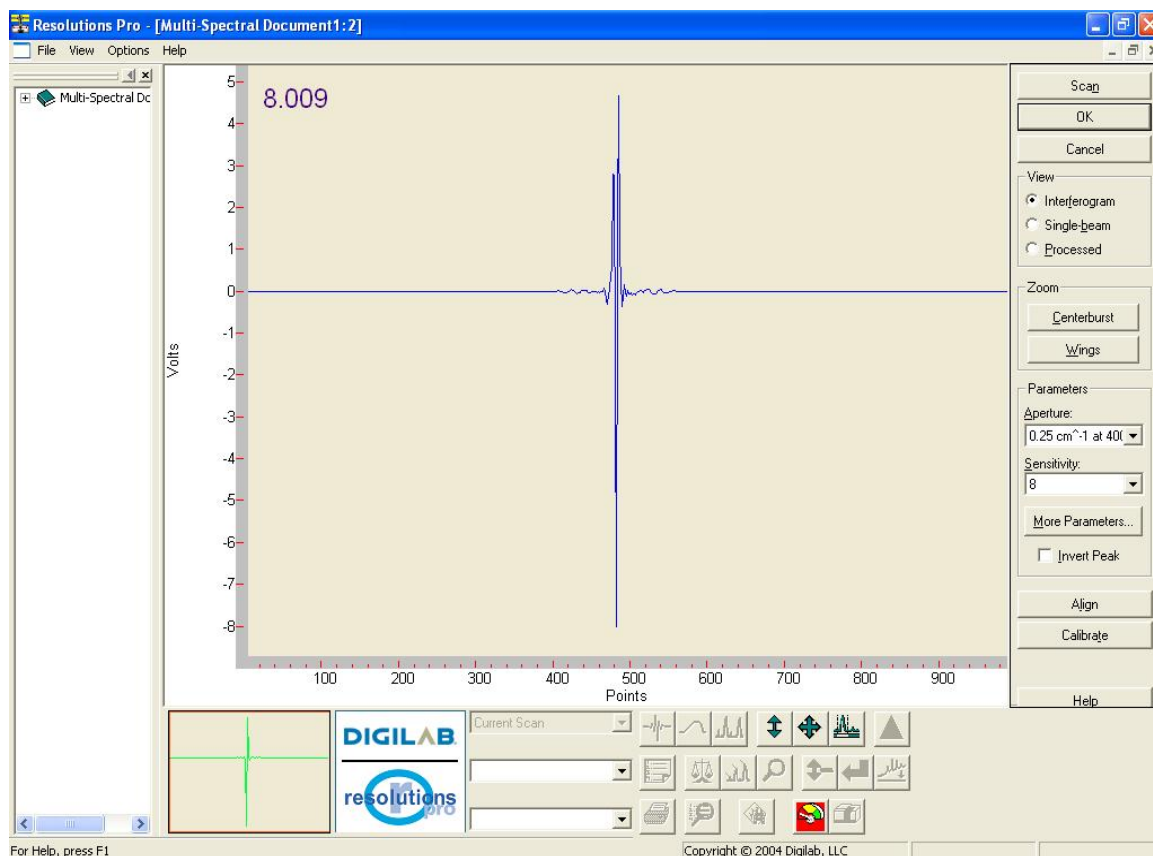 Resolutions Pro - [Multi-Spectral Document1:2]
File View Options Help
Multi-Spectral Dc
8.009
5
4
3
2
1
0
-1
-2
-3
-4
-5
-6
-7
-8
Volts
100 200 300 400 500 600 700 800 900
Points
Scan
OK
Cancel
View
Interferogram
Single-beam
Processed
Zoom
Centerburst
Wings
Parameters
Aperture:
0.25 cm^-1 at 40(
Sensitivity:
8
More Parameters...
Invert Peak
Align
Calibrate
Help
DIGILAB
resolutions
pro
Current Scan
For Help, press F1
Copyright © 2004 Digilab, LLC